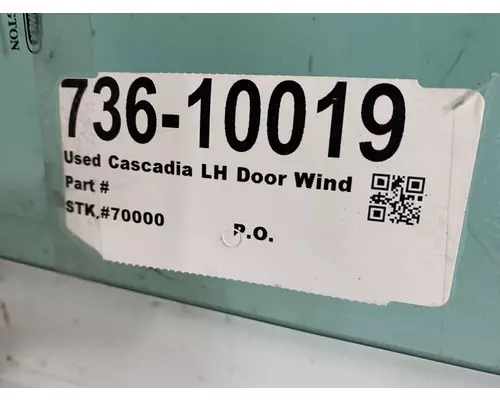 736-10019
Used Cascadia LH Door Wind
Part #
STK,#70000
P.O.